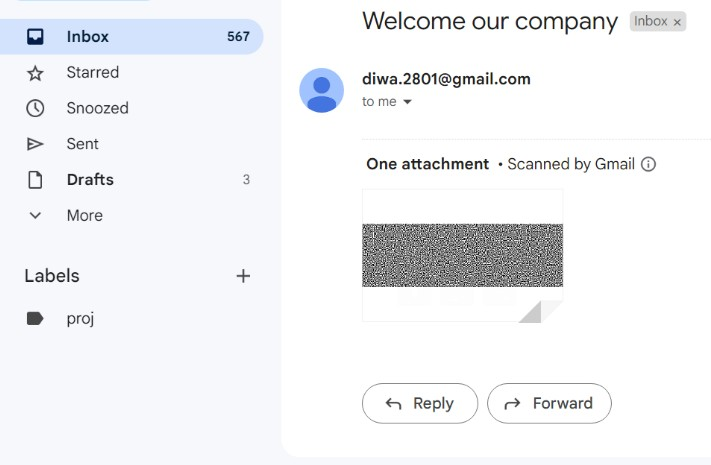 Welcome our company Inbox ×
Inbox 567
diwa.2801@gmail.com
Starred
to me
Snoozed
Sent
One attachment • Scanned by Gmail
Drafts 3
More
Labels +
proj
Reply Forward